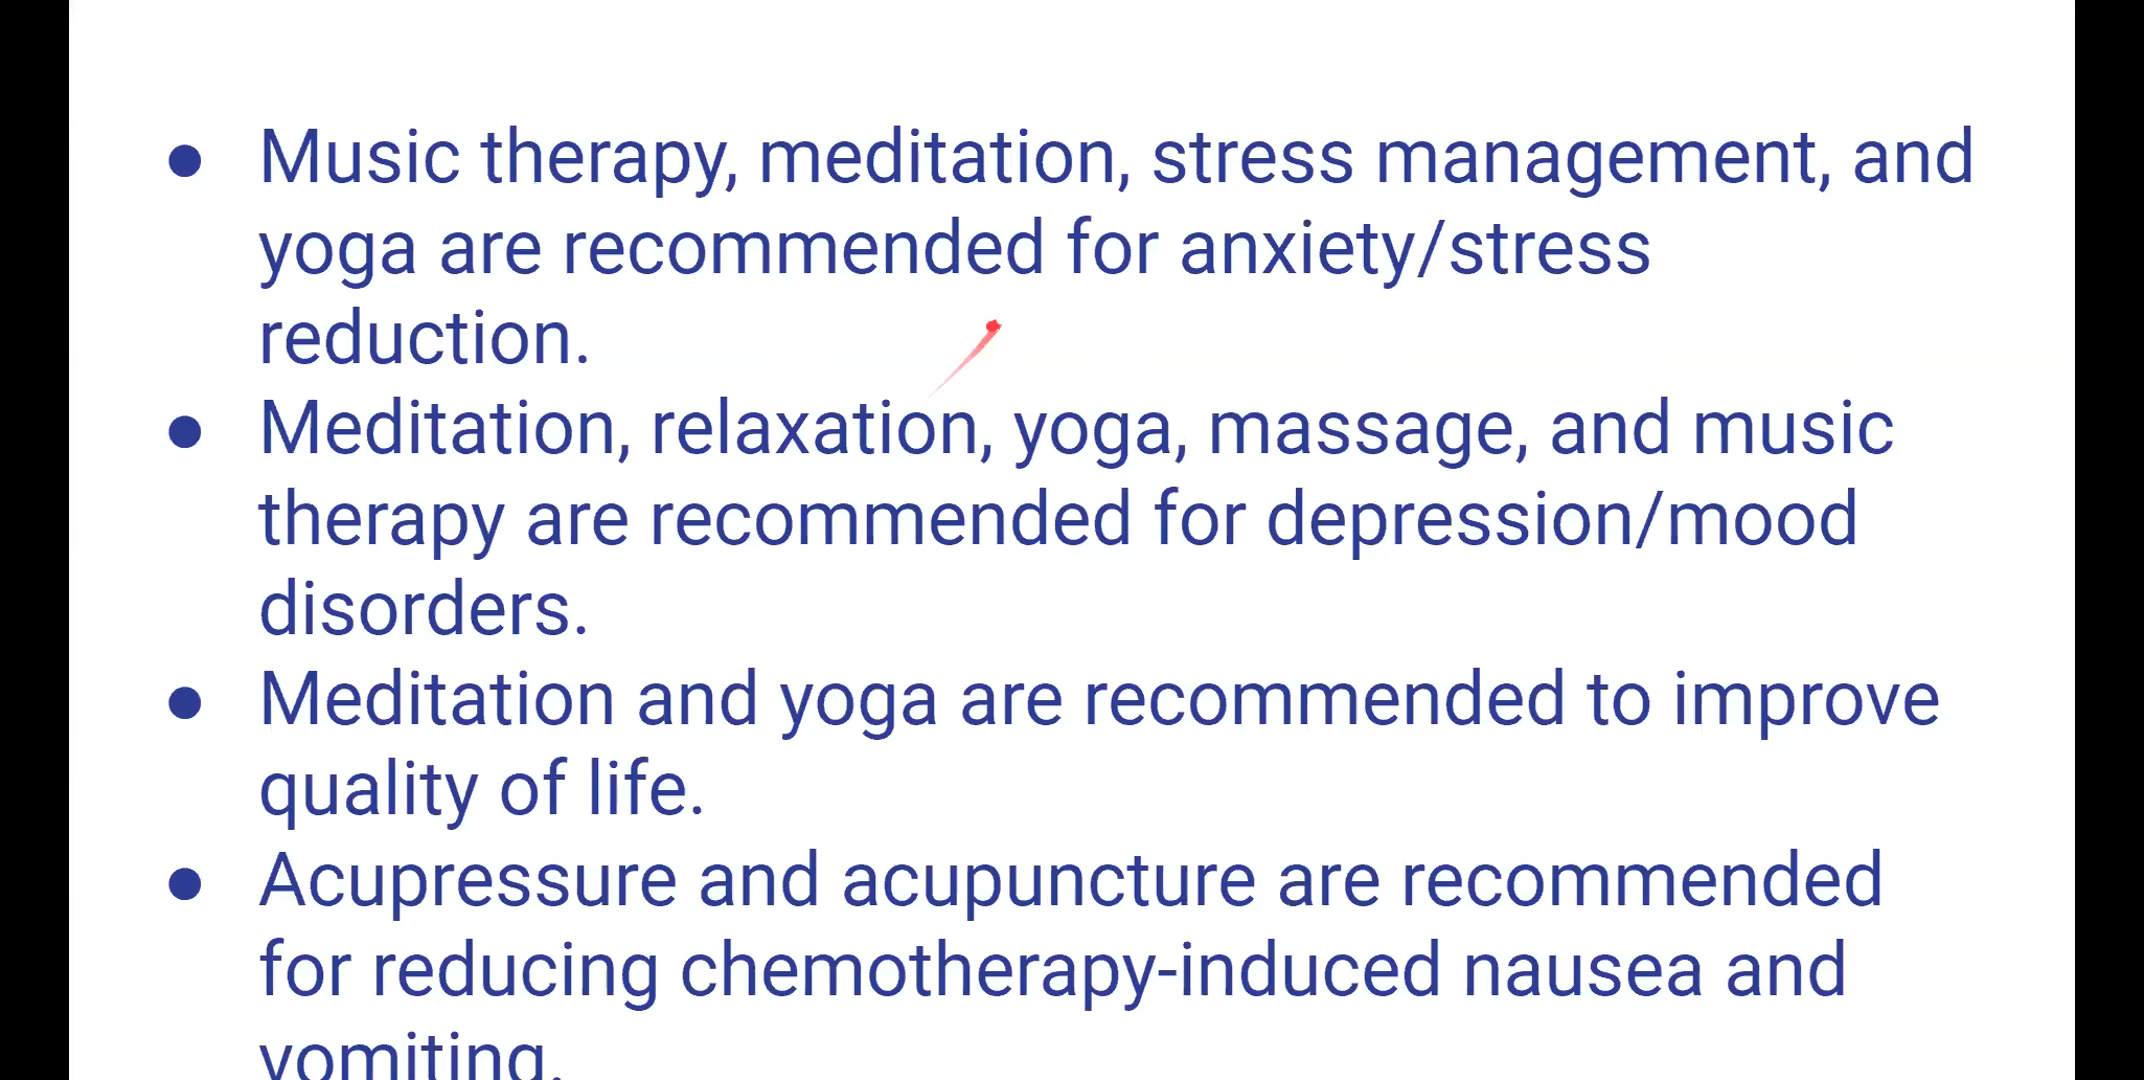 ● Music therapy, meditation, stress management, and
yoga are recommended for anxiety/stress
reduction.
● Meditation, relaxation, yoga, massage, and music
therapy are recommended for depression/mood
disorders.
● Meditation and yoga are recommended to improve
quality of life.
● Acupressure and acupuncture are recommended
for reducing chemotherapy-induced nausea and
vomiting.